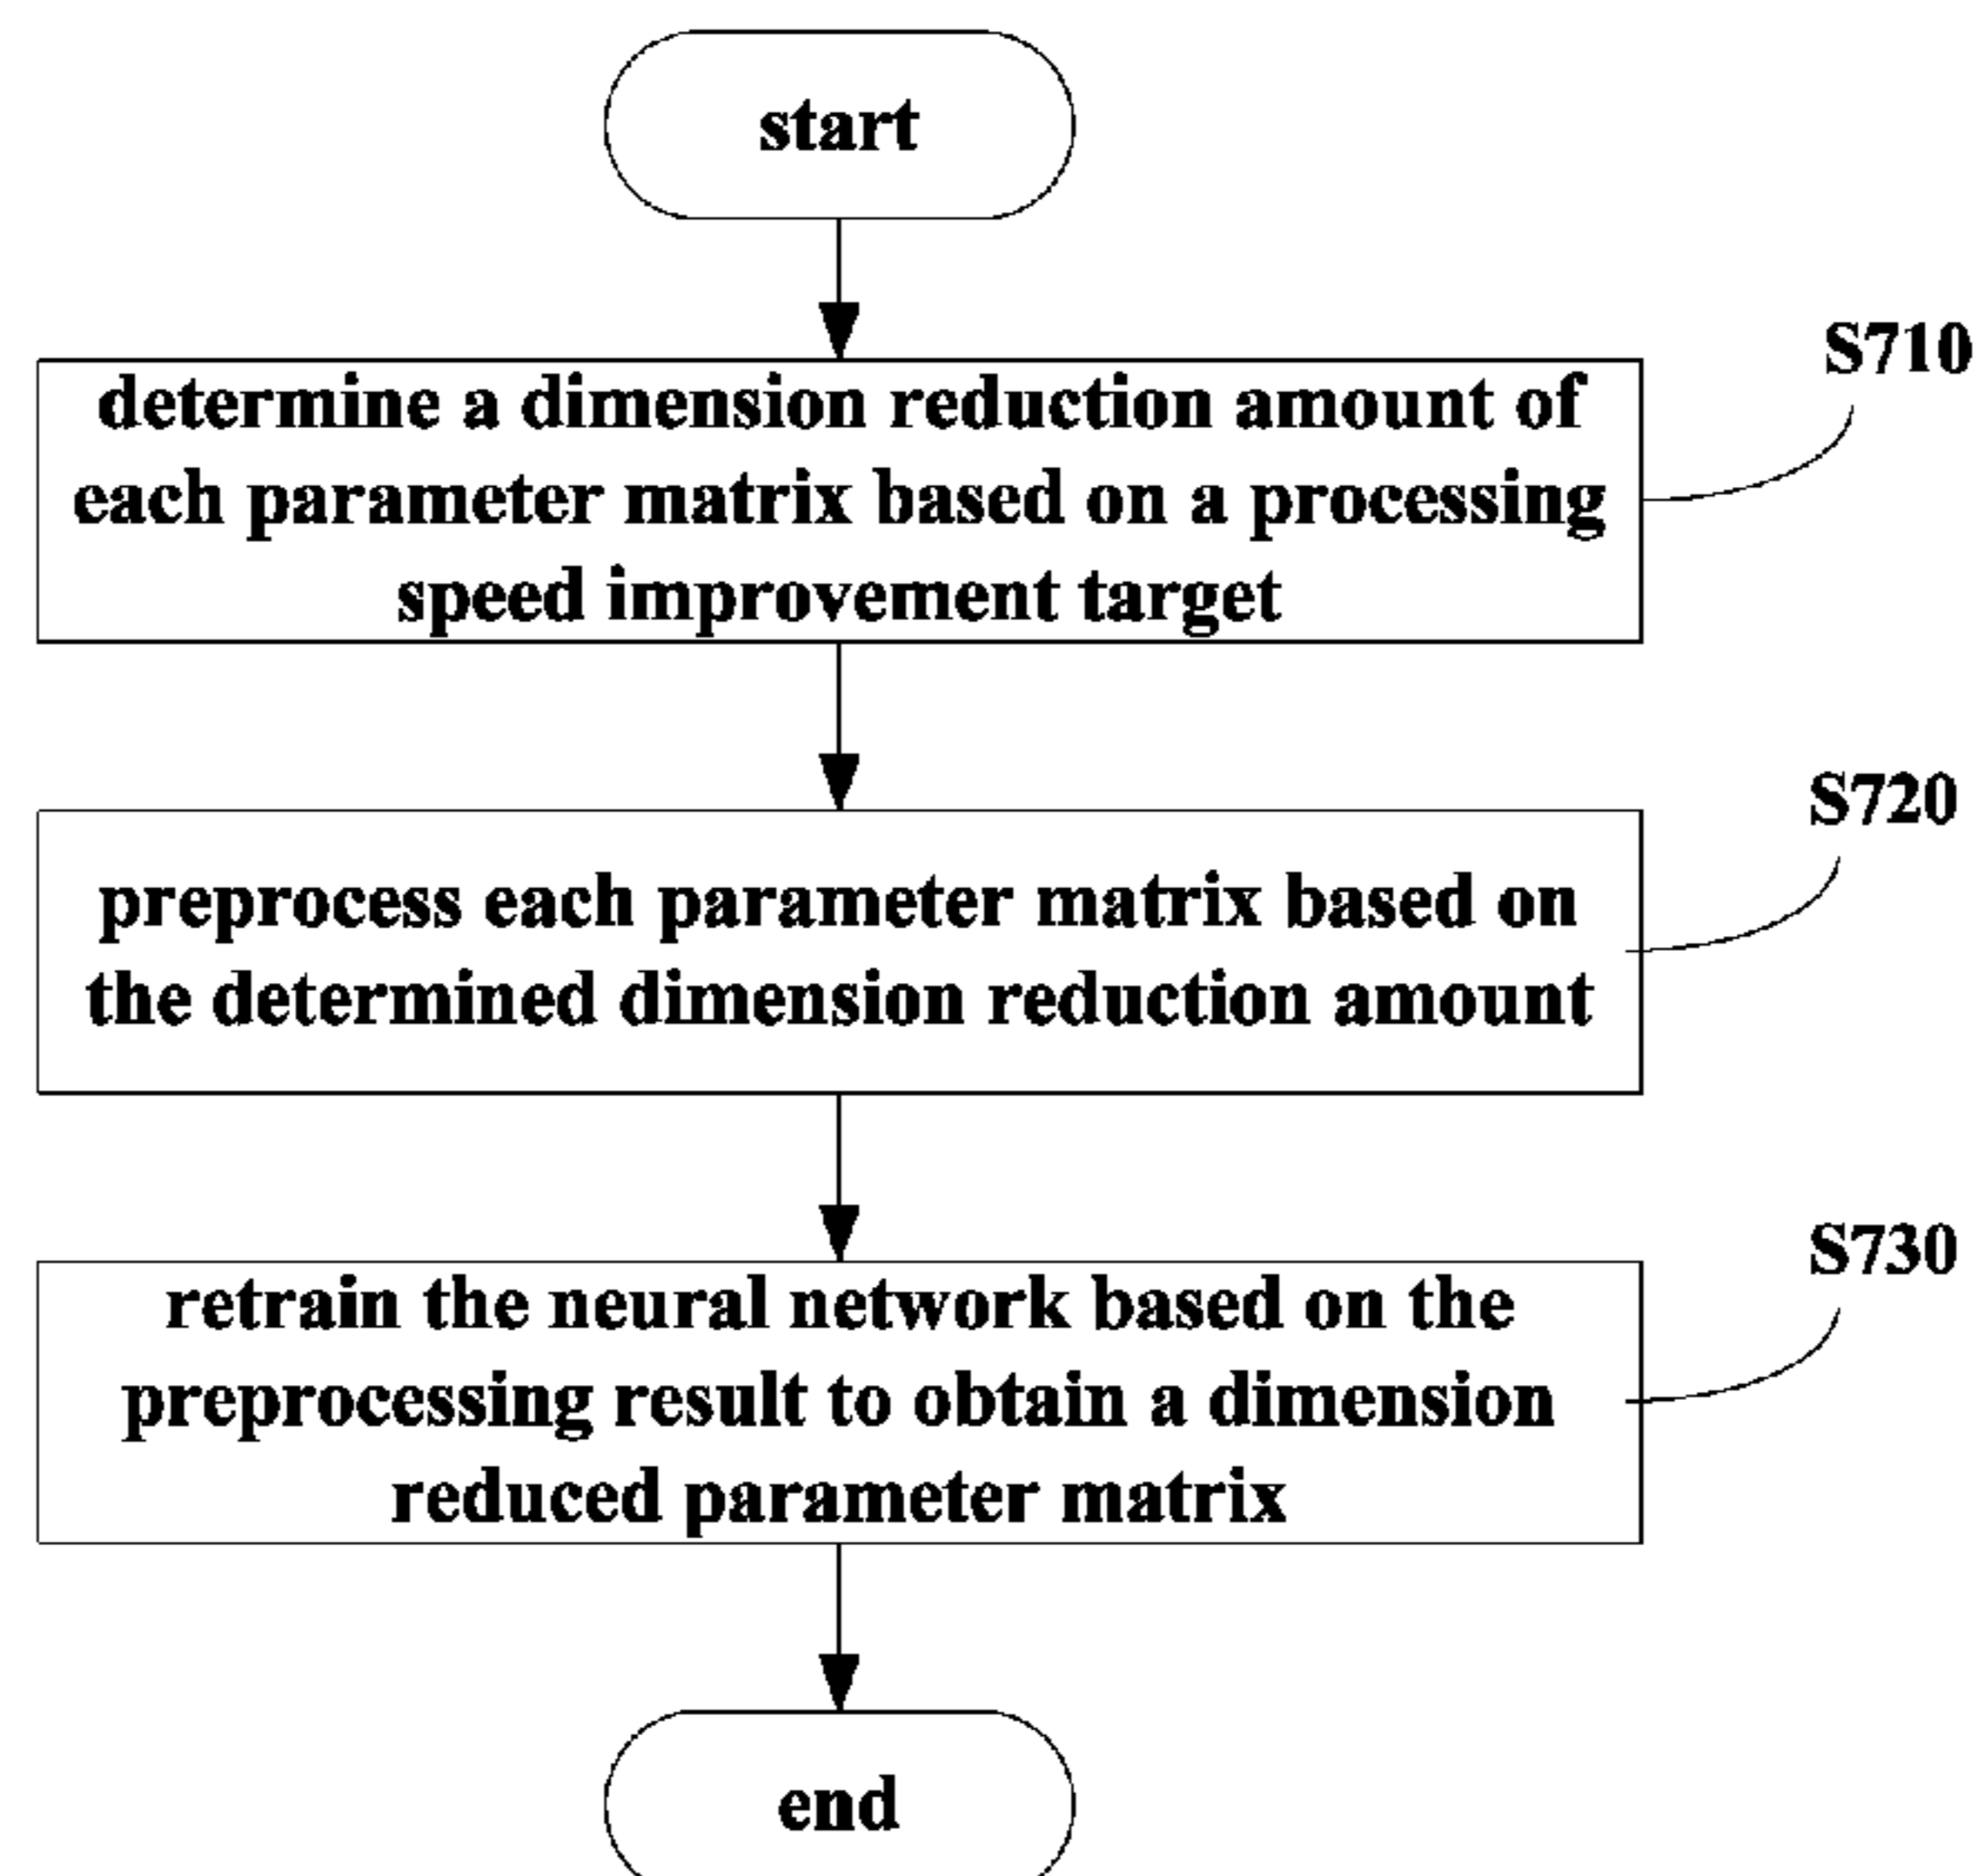 start
S710
determine a dimension reduction amount of
each parameter matrix based on a processing
speed improvement target
S720
preprocess each parameter matrix based on
the determined dimension reduction amount
S730
retrain the neural network based on the
preprocessing result to obtain a dimension
reduced parameter matrix
end